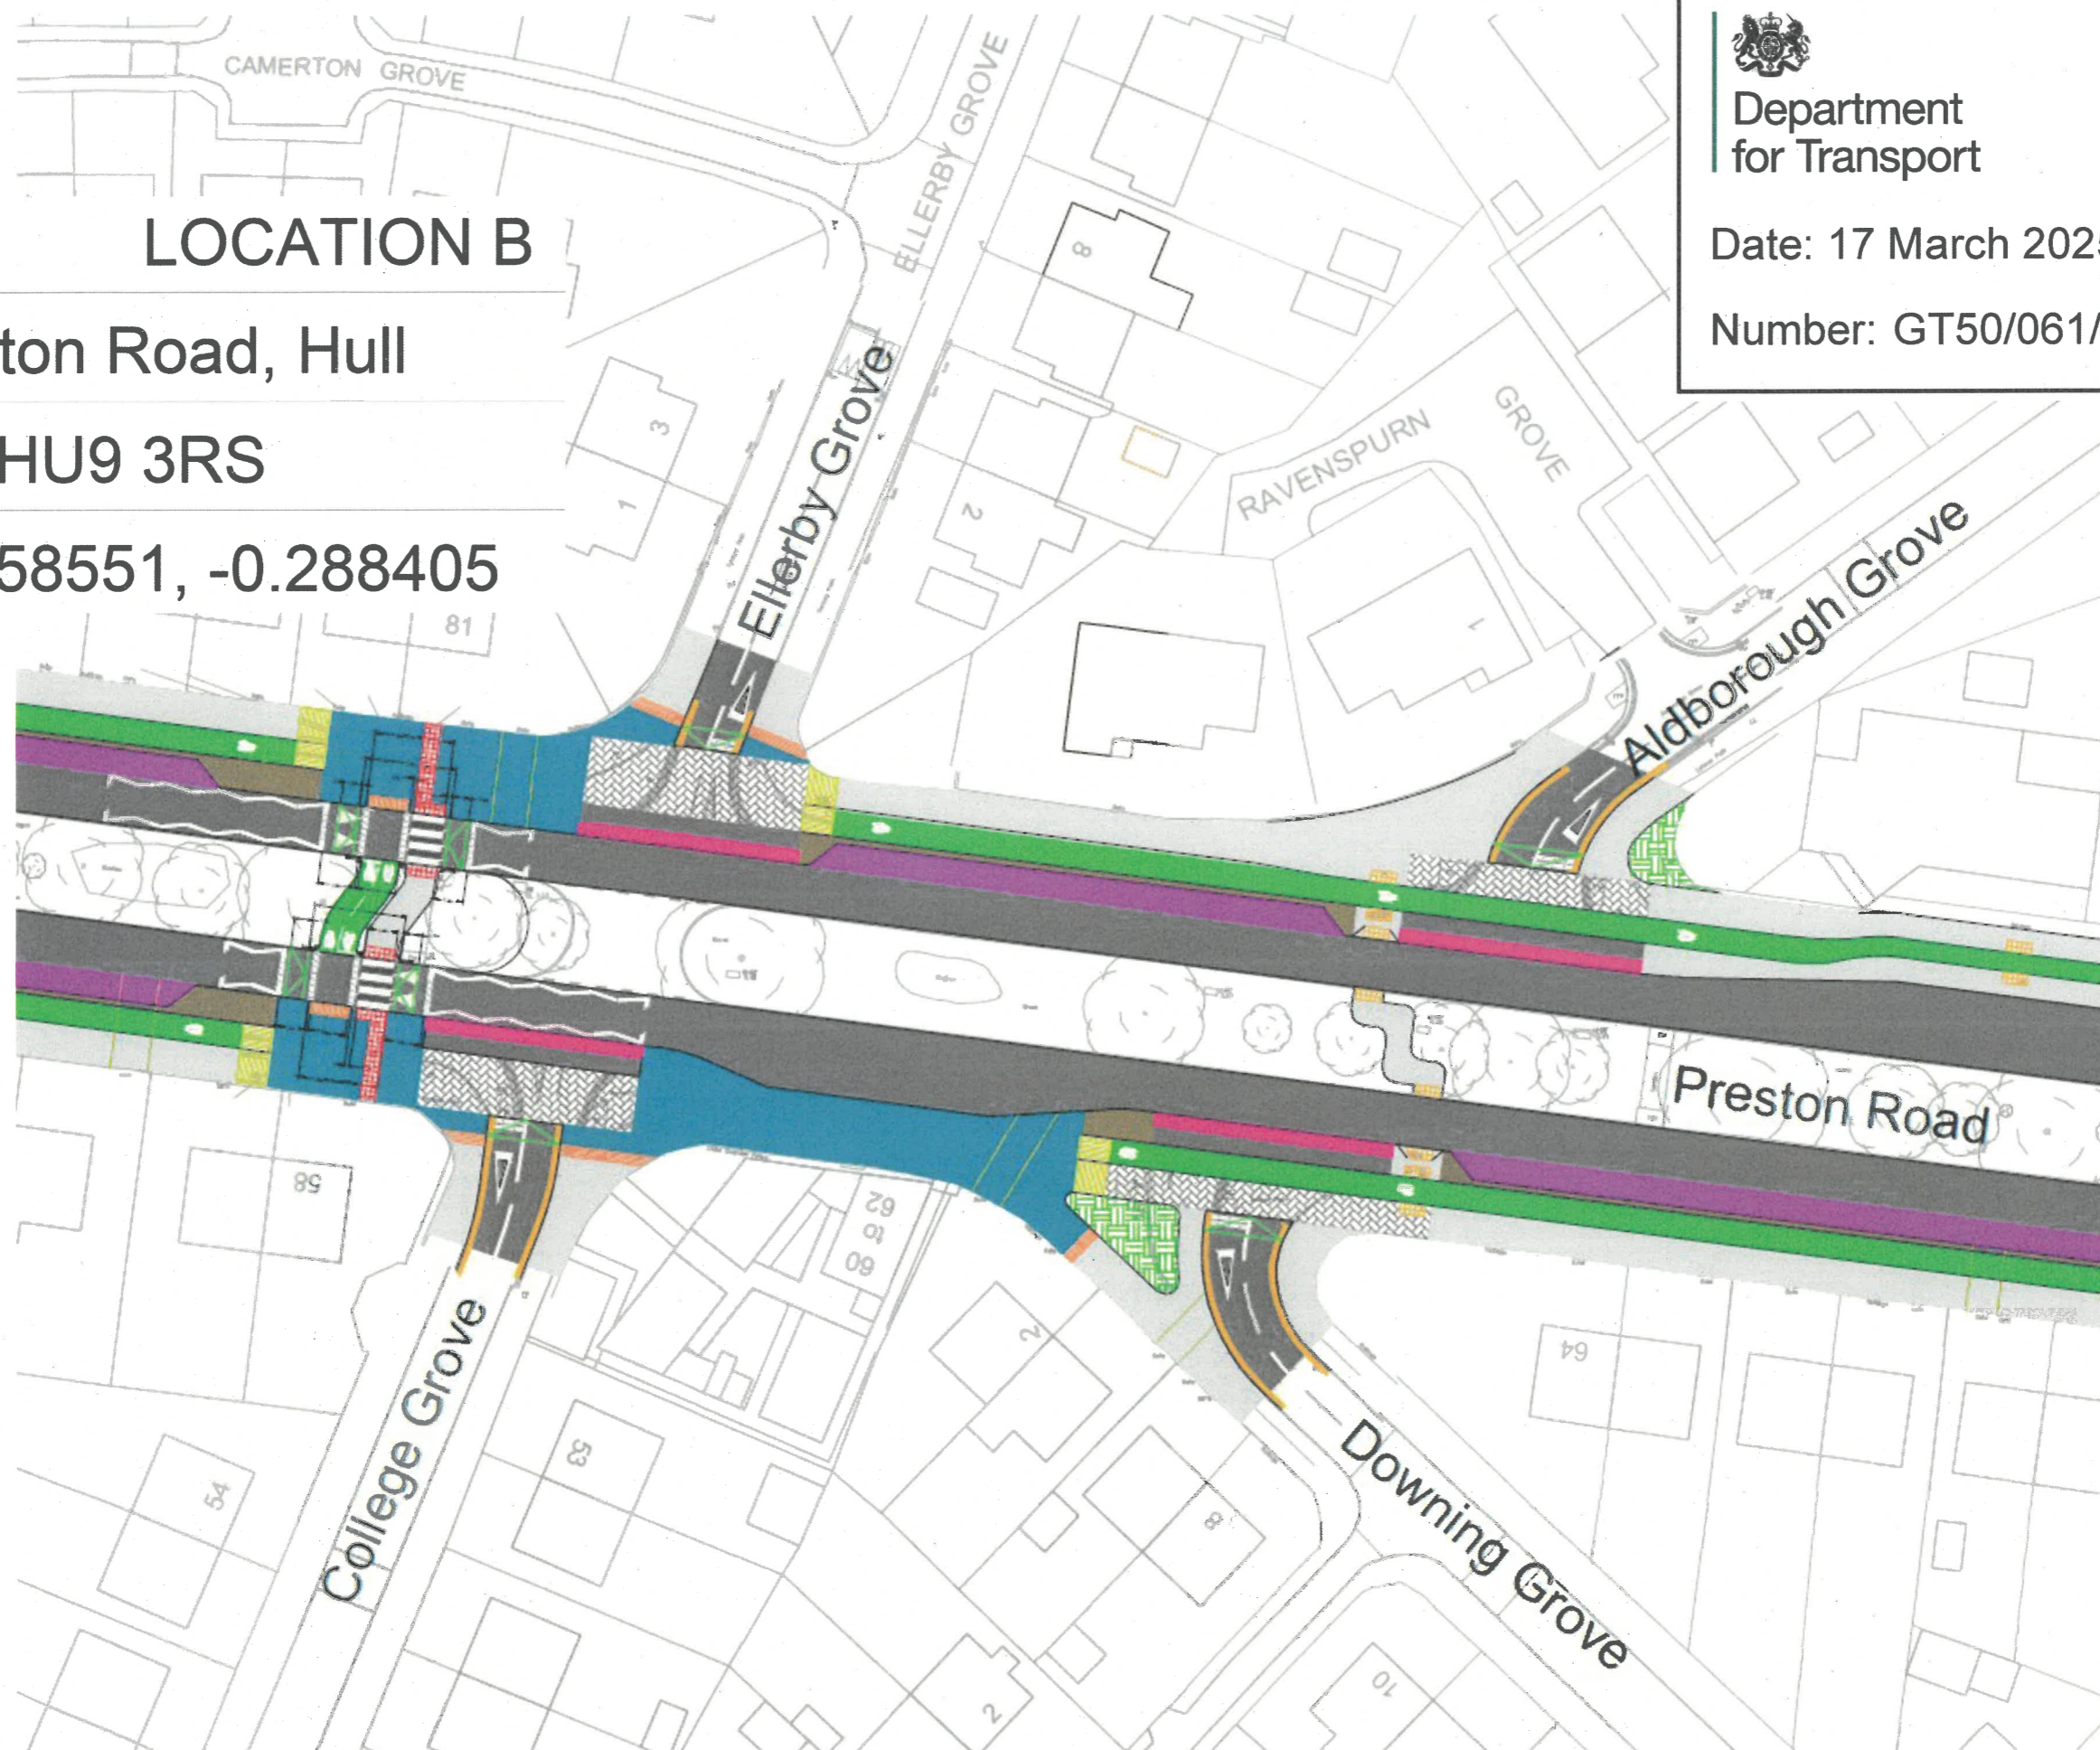 CAMERTON GROVE
ELLERBY GROVE
Department
for Transport
Date: 17 March 202
Number: GT50/061/
LOCATION B
ton Road, Hull
HU9 3RS
58551, -0.288405
81
3
1
8
2
Ellerby Grove
RAVENSPURN
GROVE
1
Aldborough Grove
Preston Road
58
62
to
60
College Grove
54
53
2
8
2
10
64
Downing Grove